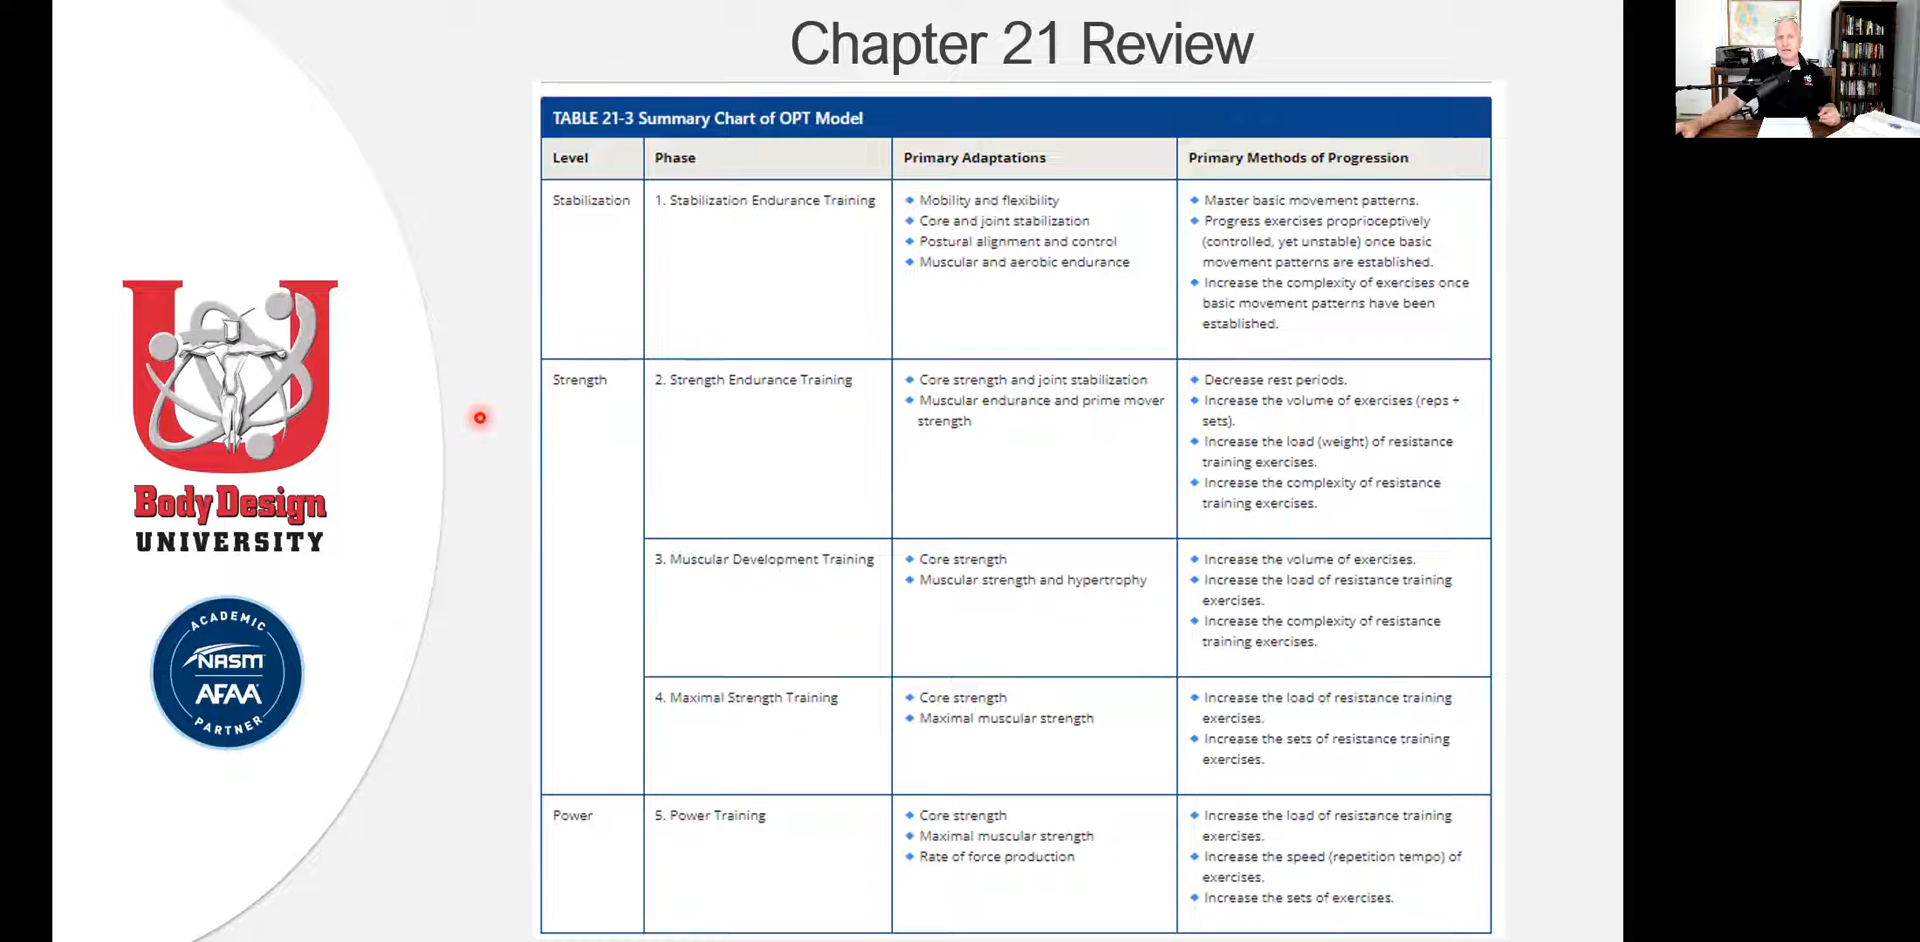 Chapter 21 Review
TABLE 21-3 Summary Chart of OPT Model
Level
Phase
Primary Adaptations
Primary Methods of Progression
Stabilization
1. Stabilization Endurance Training
Mobility and flexibility
Core and joint stabilization
Postural alignment and control
Muscular and aerobic endurance
Master basic movement patterns.
Progress exercises proprioceptively
(controlled, yet unstable) once basic
movement patterns are established.
Increase the complexity of exercises once
basic movement patterns have been
established.
Strength
2. Strength Endurance Training
Core strength and joint stabilization
Muscular endurance and prime mover
strength
Decrease rest periods.
Increase the volume of exercises (reps +
sets).
Increase the load (weight) of resistance
training exercises.
Increase the complexity of resistance
training exercises.
3. Muscular Development Training
Core strength
Muscular strength and hypertrophy
Increase the volume of exercises.
Increase the load of resistance training
exercises.
Increase the complexity of resistance
training exercises.
4. Maximal Strength Training
Core strength
Maximal muscular strength
Increase the load of resistance training
exercises.
Increase the sets of resistance training
exercises.
Power
5. Power Training
Core strength
Maximal muscular strength
Rate of force production
Increase the load of resistance training
exercises.
Increase the speed (repetition tempo) of
exercises.
Increase the sets of exercises.
U
Body Design
UNIVERSITY
ACADEMIC
NASM
AFAA
PARTNER